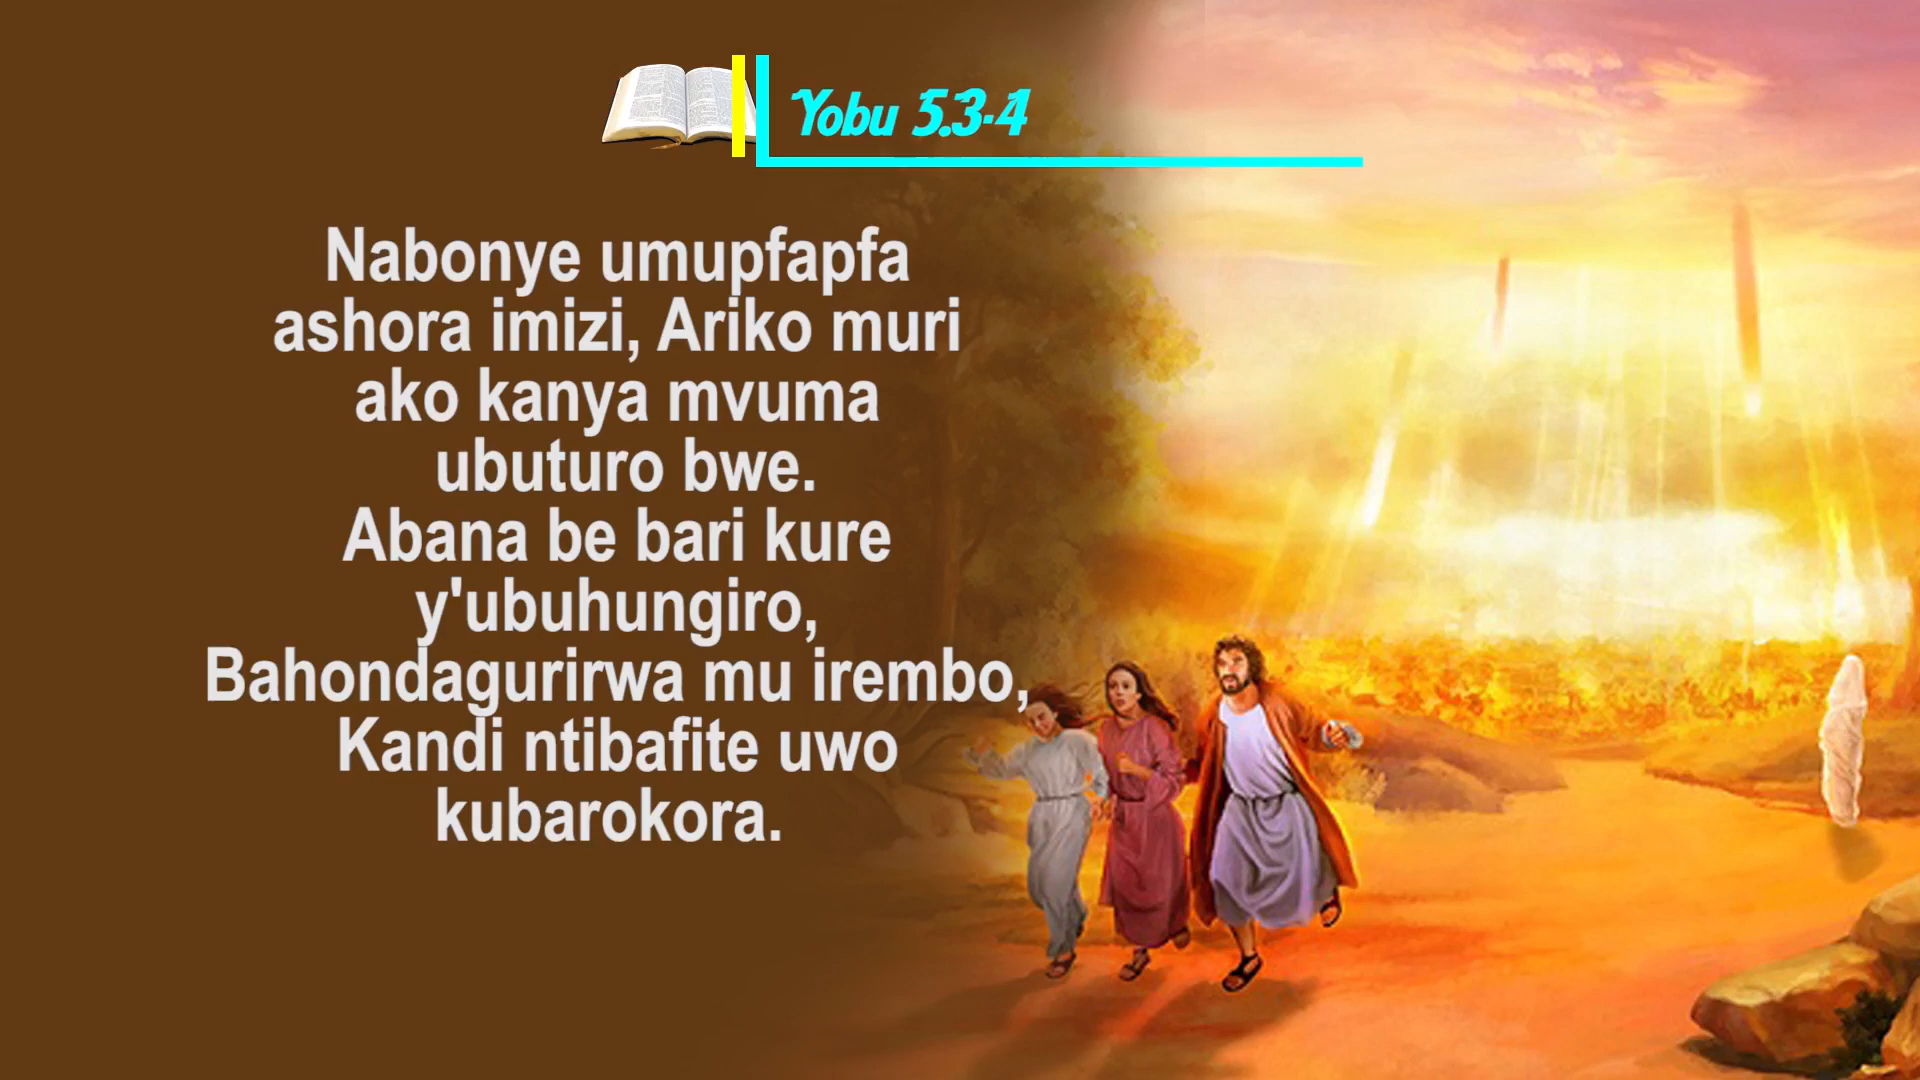 Yobu 5.3-4
Nabonye umupfapfa
ashora imizi, Ariko muri
ako kanya mvuma
ubuturo bwe.
Abana be bari kure
y'ubuhungiro,
Bahondagurirwa mu irembo,
Kandi ntibafite uwo
kubarokora.